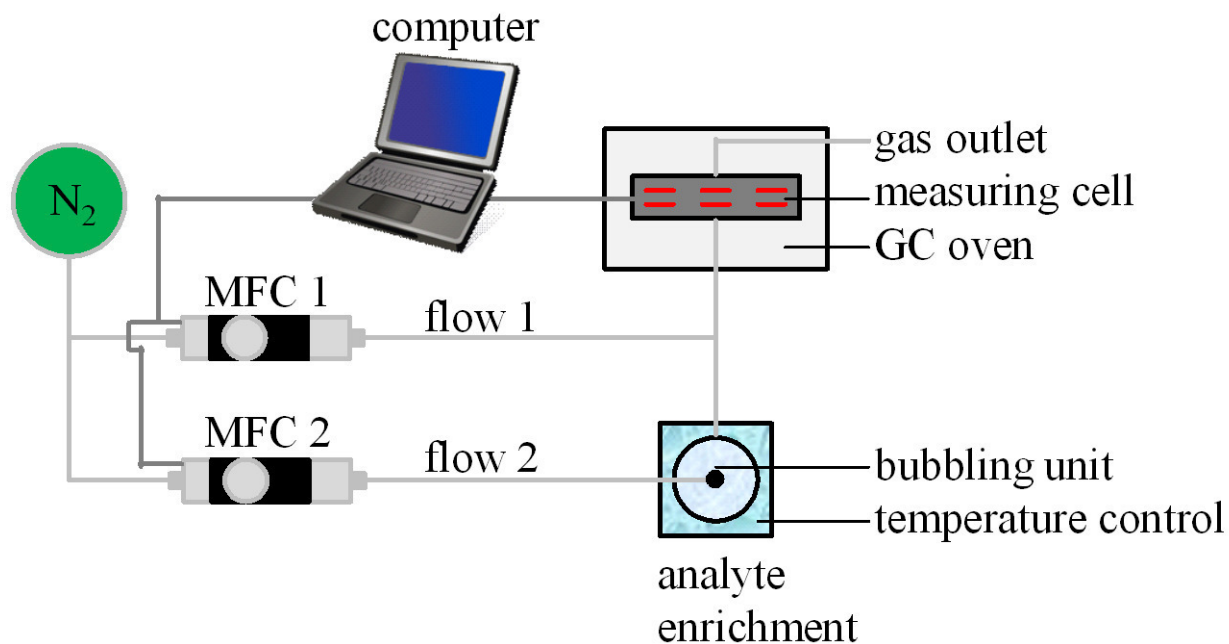 computer
N2
gas outlet
measuring cell
GC oven
MFC 1
flow 1
MFC 2
flow 2
bubbling unit
temperature control
analyte
enrichment